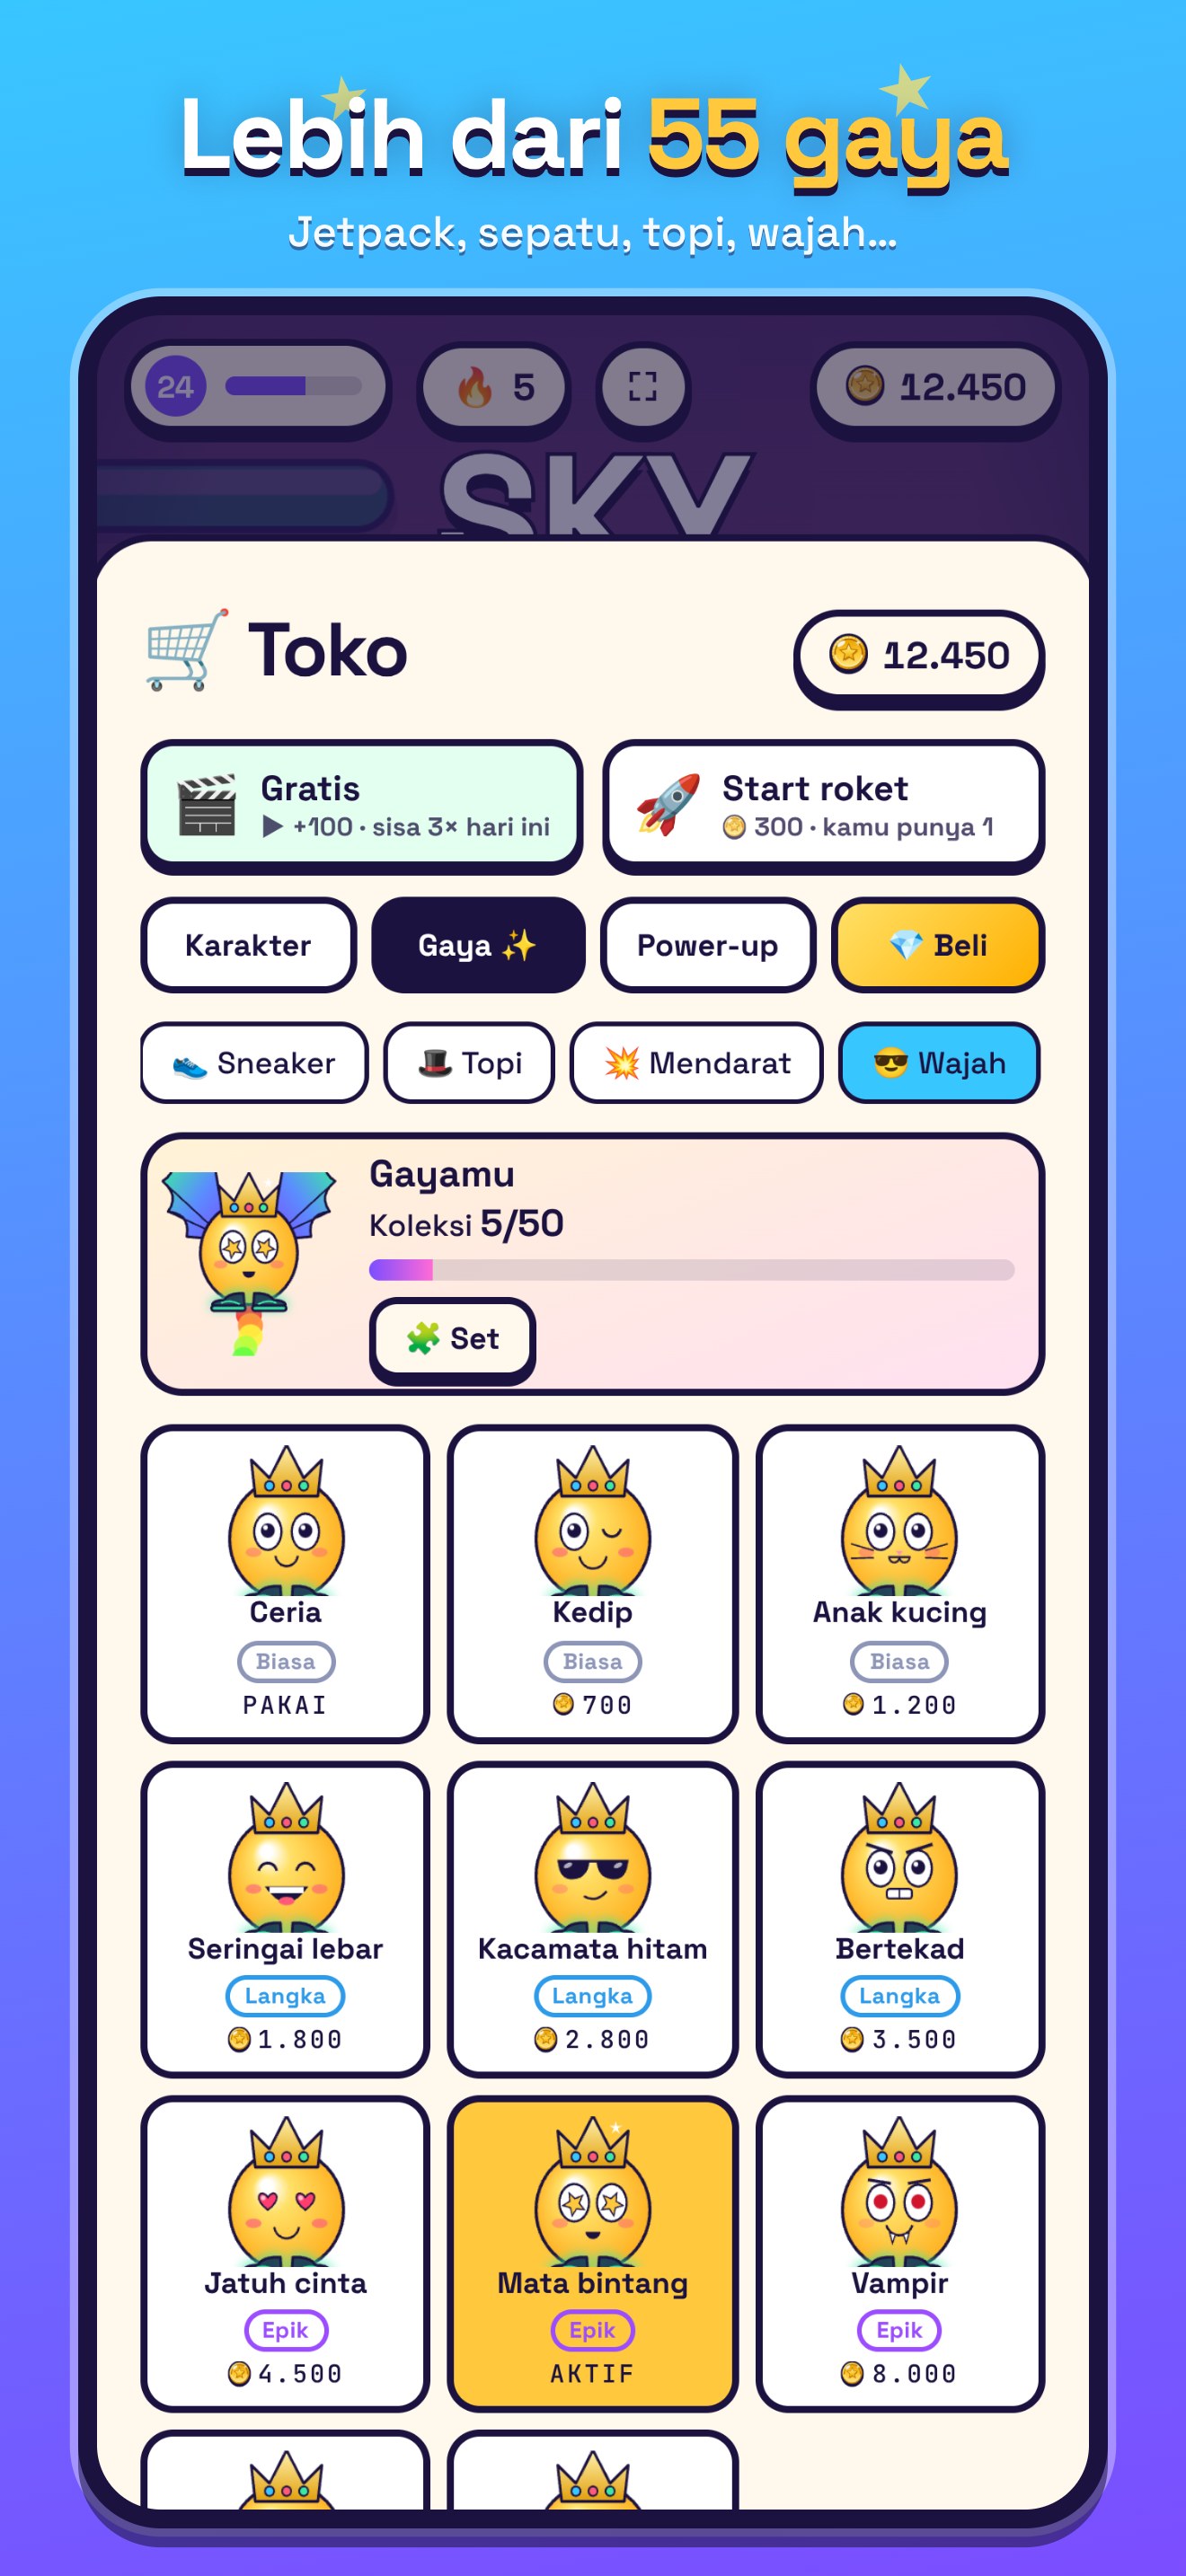 Lebih dari 55 gaya
Jetpack, sepatu, topi, wajah...
24
5
12.450
SKY
Toko
12.450
Gratis
▶ +100 · sisa 3× hari ini
Start roket
300 · kamu punya 1
Karakter
Gaya ✨
Power-up
Beli
Sneaker
Topi
Mendarat
Wajah
Gayamu
Koleksi 5/50
Set
Ceria
Biasa
PAKAI
Kedip
Biasa
700
Anak kucing
Biasa
1.200
Seringai lebar
Langka
1.800
Kacamata hitam
Langka
2.800
Bertekad
Langka
3.500
Jatuh cinta
Epik
4.500
Mata bintang
Epik
AKTIF
Vampir
Epik
8.000